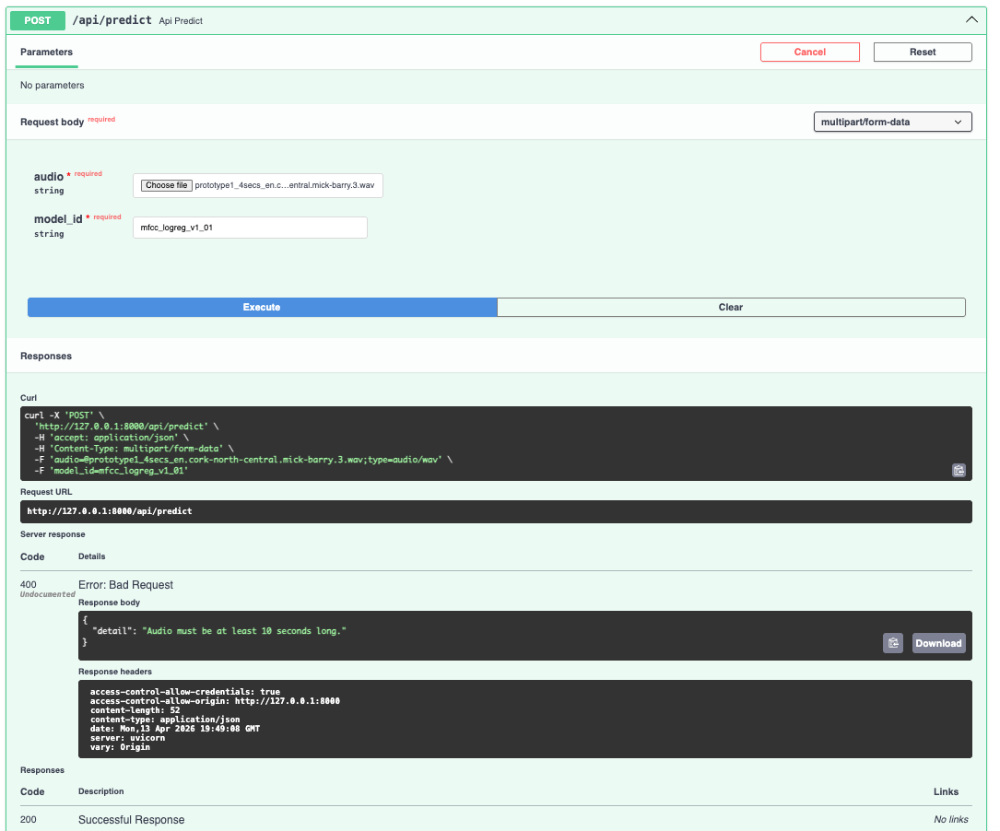 POST /api/predict Api Predict
Parameters
Cancel
Reset
No parameters
Request body required
multipart/form-data
audio * required
string
Choose file prototype1_4secs_en.c...entral.mick-barry.3.wav
model_id * required
string
mfcc_logreg_v1_01
Execute
Clear
Responses
Curl
curl -X 'POST' \
'http://127.0.0.1:8000/api/predict' \
-H 'accept: application/json' \
-H 'Content-Type: multipart/form-data' \
-F 'audio=@prototype1_4secs_en.cork-north-central.mick-barry.3.wav;type=audio/wav' \
-F 'model_id=mfcc_logreg_v1_01'
Request URL
http://127.0.0.1:8000/api/predict
Server response
Code Details
400 Error: Bad Request
Undocumented
Response body
{
"detail": "Audio must be at least 10 seconds long."
}
Download
Response headers
access-control-allow-credentials: true
access-control-allow-origin: http://127.0.0.1:8000
content-length: 52
content-type: application/json
date: Mon,13 Apr 2026 19:49:08 GMT
server: uvicorn
vary: Origin
Responses
Code Description Links
200 Successful Response No links